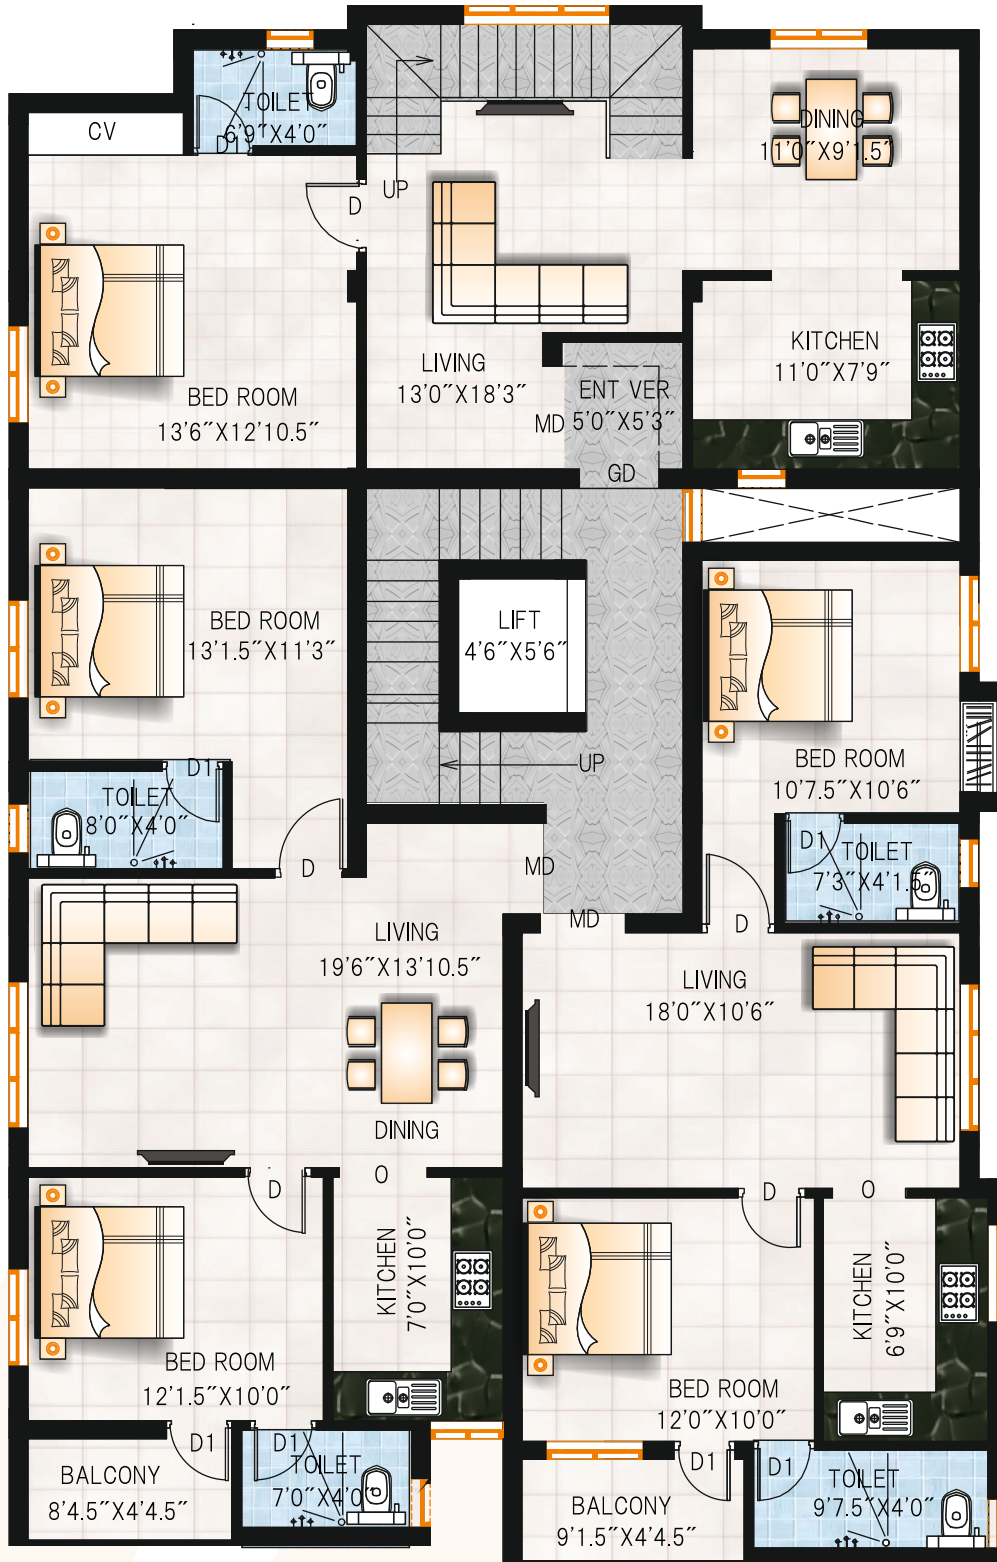 TOILET
6'9"X4'0"
CV
D1
D
UP
DINING
11'0"X9'1.5"
KITCHEN
11'0"X7'9"
LIVING
13'0"X18'3"
ENT VER
5'0"X5'3"
MD
GD
BED ROOM
13'6"X12'10.5"
BED ROOM
13'1.5"X11'3"
LIFT
4'6"X5'6"
UP
BED ROOM
10'7.5"X10'6"
D1
TOILET
8'0"X4'0"
D
MD
MD
D1
TOILET
7'3"X4'1.5"
D
LIVING
19'6"X13'10.5"
DINING
LIVING
18'0"X10'6"
D
O
D
O
KITCHEN
7'0"X10'0"
KITCHEN
6'9"X10'0"
BED ROOM
12'1.5"X10'0"
BED ROOM
12'0"X10'0"
D1
D1
TOILET
7'0"X4'0"
BALCONY
8'4.5"X4'4.5"
D1
D1
TOILET
9'7.5"X4'0"
BALCONY
9'1.5"X4'4.5"